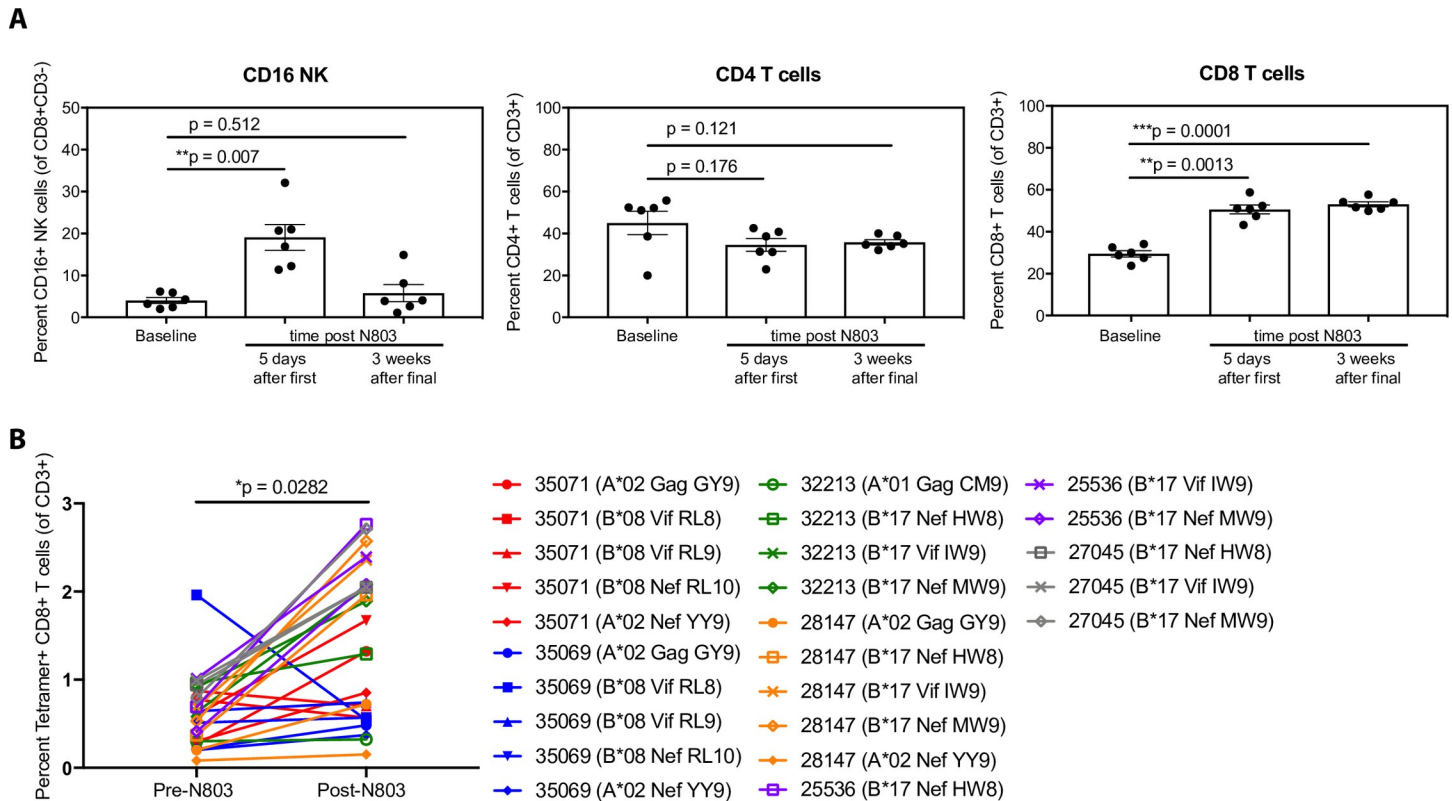 A
CD16 NK
Percent CD16+ NK cells (of CD8+CD3-)
50
40
30
20
10
0
p = 0.512
**p = 0.007
Baseline
time post N803
5 days
after first
3 weeks
after final
CD4 T cells
Percent CD4+ T cells (of CD3+)
100
80
60
40
20
0
p = 0.121
p = 0.176
Baseline
time post N803
5 days
after first
3 weeks
after final
CD8 T cells
Percent CD8+ T cells (of CD3+)
100
80
60
40
20
0
***p = 0.0001
**p = 0.0013
Baseline
time post N803
5 days
after first
3 weeks
after final
B
Percent Tetramer+ CD8+ T cells (of CD3+)
3
2
1
0
*p = 0.0282
Pre-N803
Post-N803
35071 (A*02 Gag GY9)
35071 (B*08 Vif RL8)
35071 (B*08 Vif RL9)
35071 (B*08 Nef RL10)
35071 (A*02 Nef YY9)
35069 (A*02 Gag GY9)
35069 (B*08 Vif RL8)
35069 (B*08 Vif RL9)
35069 (B*08 Nef RL10)
35069 (A*02 Nef YY9)
32213 (A*01 Gag CM9)
32213 (B*17 Nef HW8)
32213 (B*17 Vif IW9)
32213 (B*17 Nef MW9)
28147 (A*02 Gag GY9)
28147 (B*17 Nef HW8)
28147 (B*17 Vif IW9)
28147 (B*17 Nef MW9)
28147 (A*02 Nef YY9)
25536 (B*17 Nef HW8)
25536 (B*17 Vif IW9)
25536 (B*17 Nef MW9)
27045 (B*17 Nef HW8)
27045 (B*17 Vif IW9)
27045 (B*17 Nef MW9)